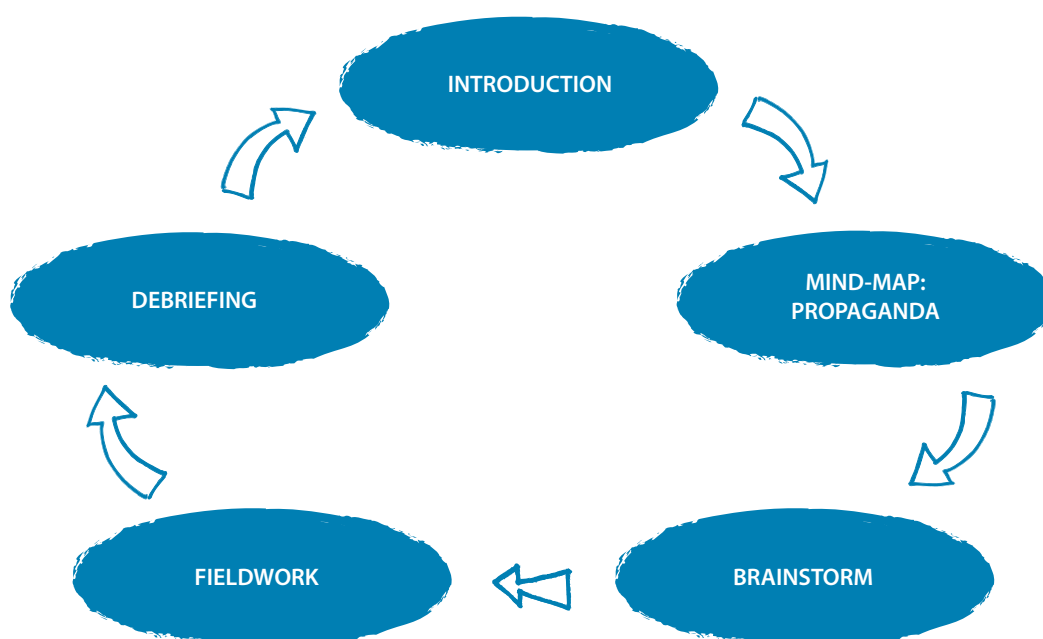 INTRODUCTION
MIND-MAP:
PROPAGANDA
BRAINSTORM
FIELDWORK
DEBRIEFING